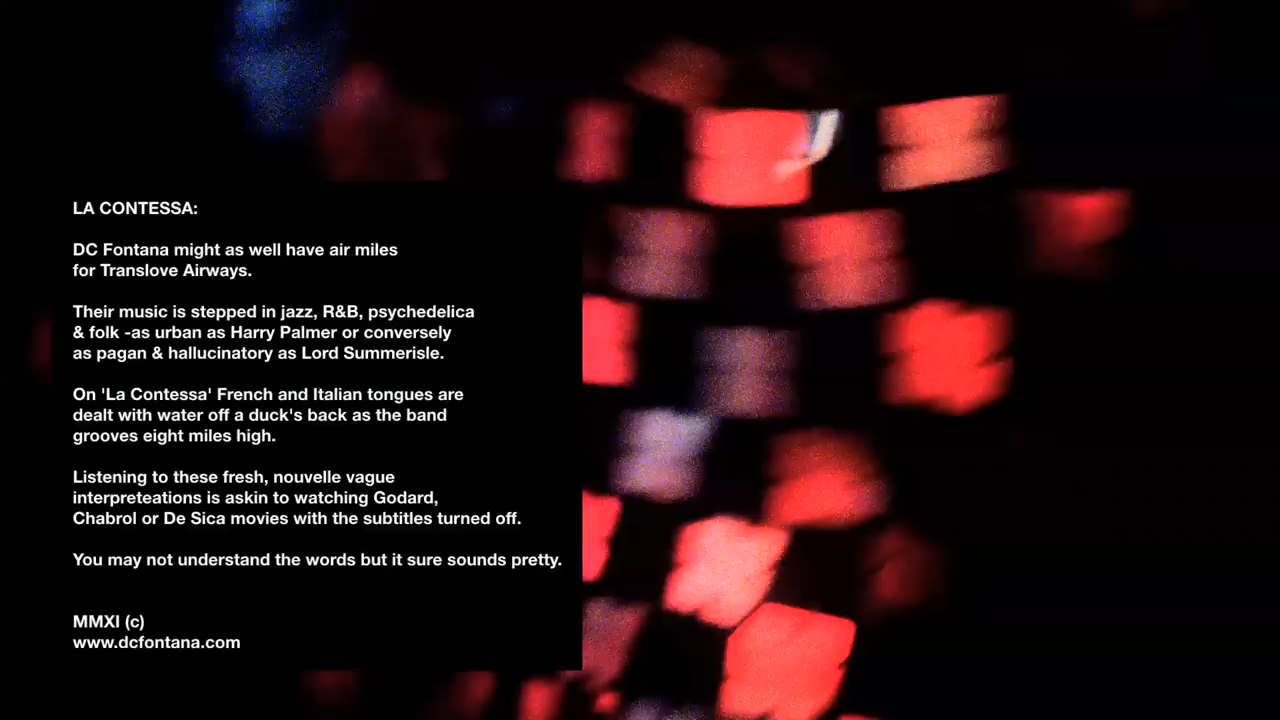 LA CONTESSA:
DC Fontana might as well have air miles
for Translove Airways.
Their music is stepped in jazz, R&B, psychedelica
& folk -as urban as Harry Palmer or conversely
as pagan & hallucinatory as Lord Summerisle.
On 'La Contessa' French and Italian tongues are
dealt with water off a duck's back as the band
grooves eight miles high.
Listening to these fresh, nouvelle vague
interpreteations is askin to watching Godard,
Chabrol or De Sica movies with the subtitles turned off.
You may not understand the words but it sure sounds pretty.
MMXI (c)
www.dcfontana.com